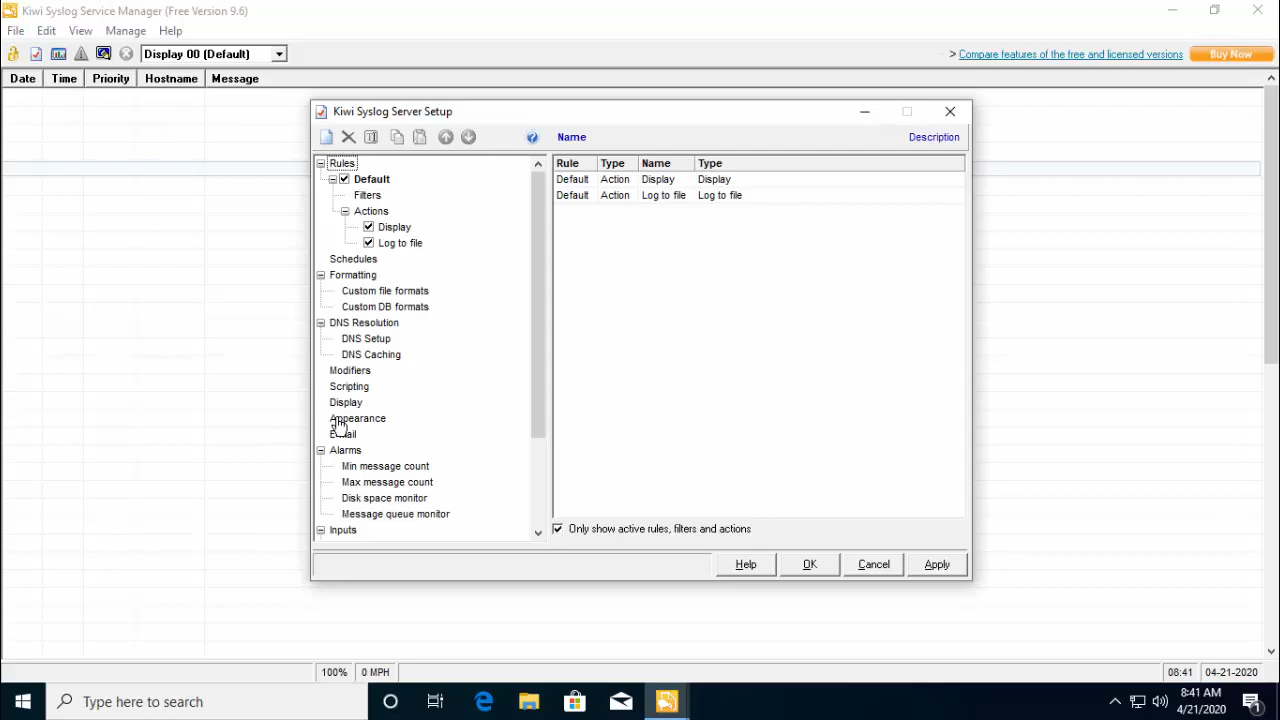 Kiwi Syslog Service Manager (Free Version 9.6)
File Edit View Manage Help
Display 00 (Default)
> Compare features of the free and licensed versions Buy Now
Date Time Priority Hostname Message
Kiwi Syslog Server Setup
Name Description
Rules
Default
Filters
Actions
Display
Log to file
Schedules
Formatting
Custom file formats
Custom DB formats
DNS Resolution
DNS Setup
DNS Caching
Modifiers
Scripting
Display
Appearance
E-mail
Alarms
Min message count
Max message count
Disk space monitor
Message queue monitor
Inputs
Rule Type Name Type
Default Action Display Display
Default Action Log to file Log to file
Only show active rules, filters and actions
Help OK Cancel Apply
100% 0 MPH 08:41 04-21-2020
Type here to search
8:41 AM
4/21/2020
1